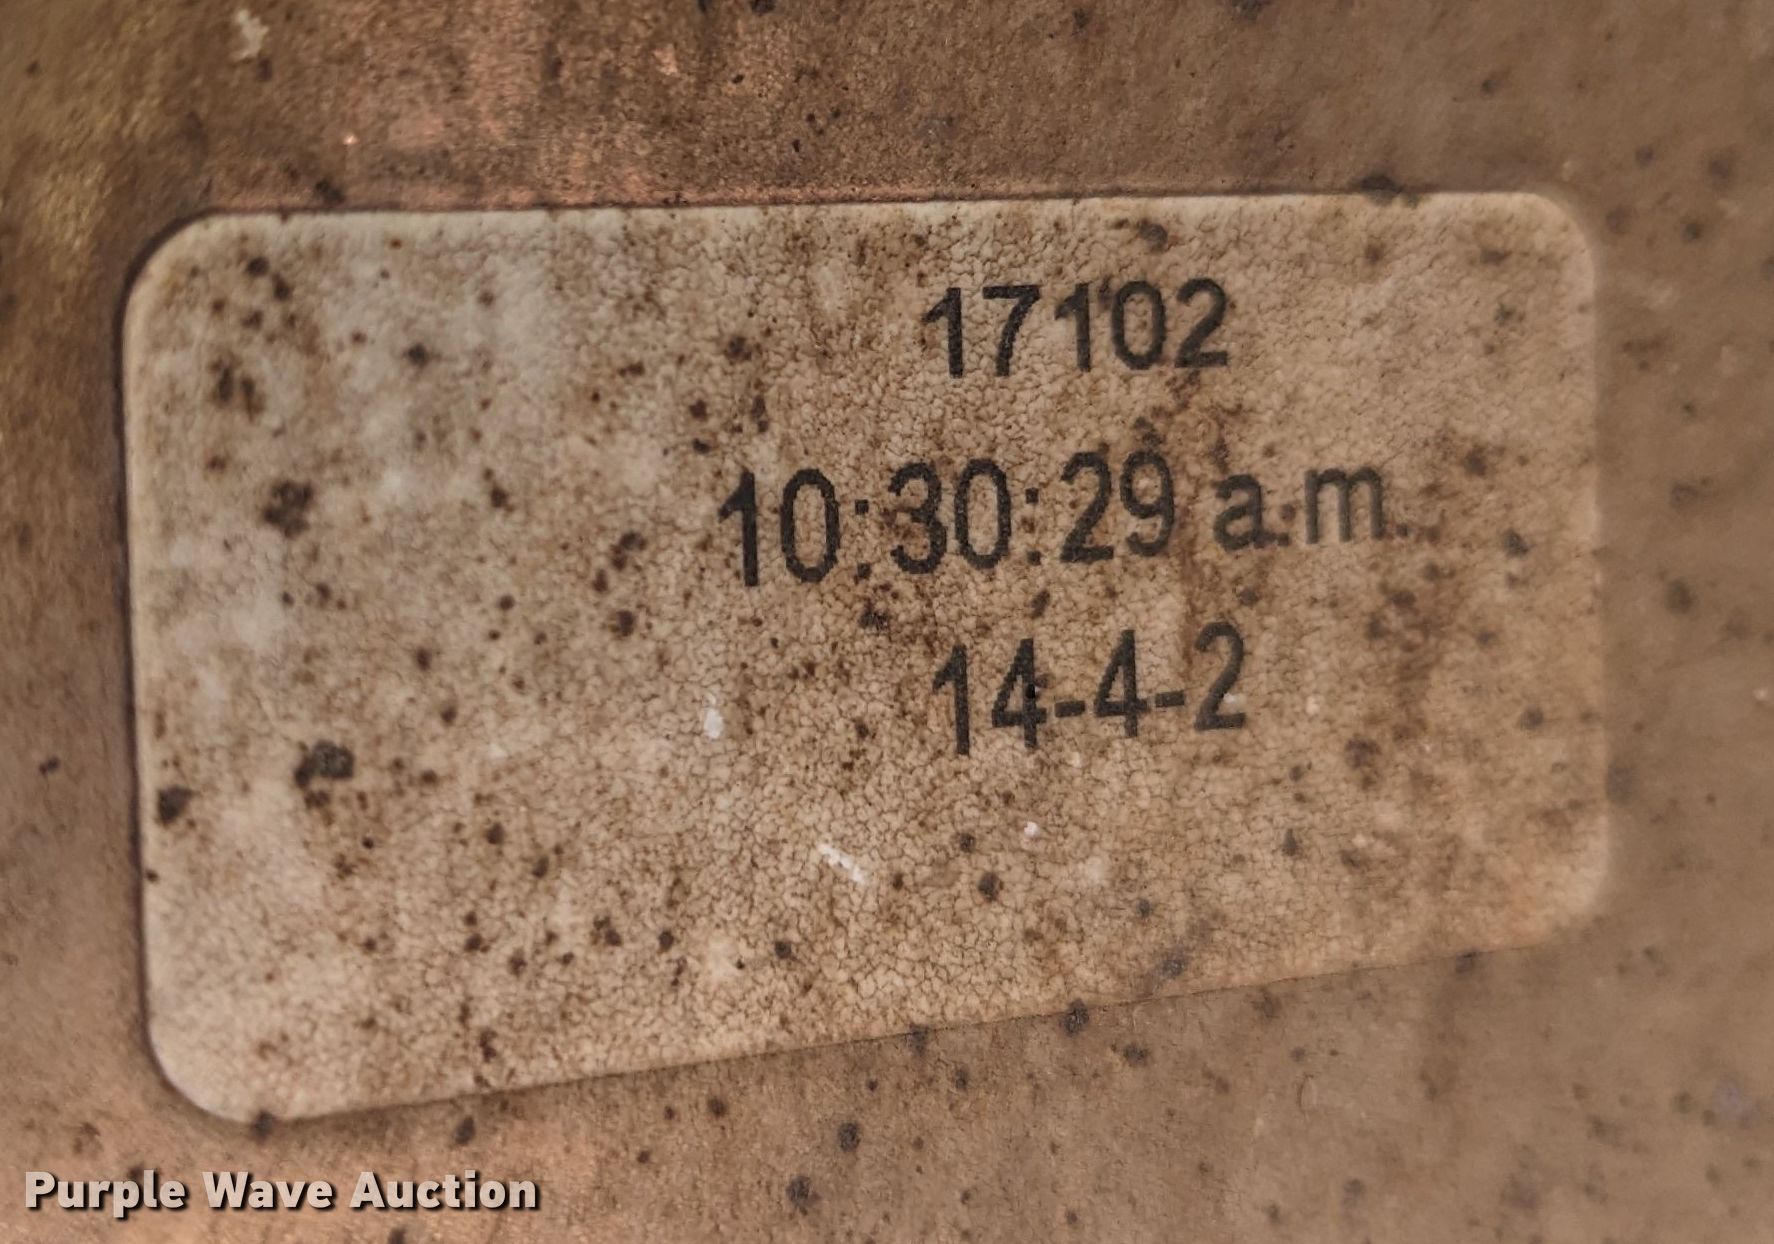 17102
10:30:29 a.m.
14-4-2
Purple Wave Auction